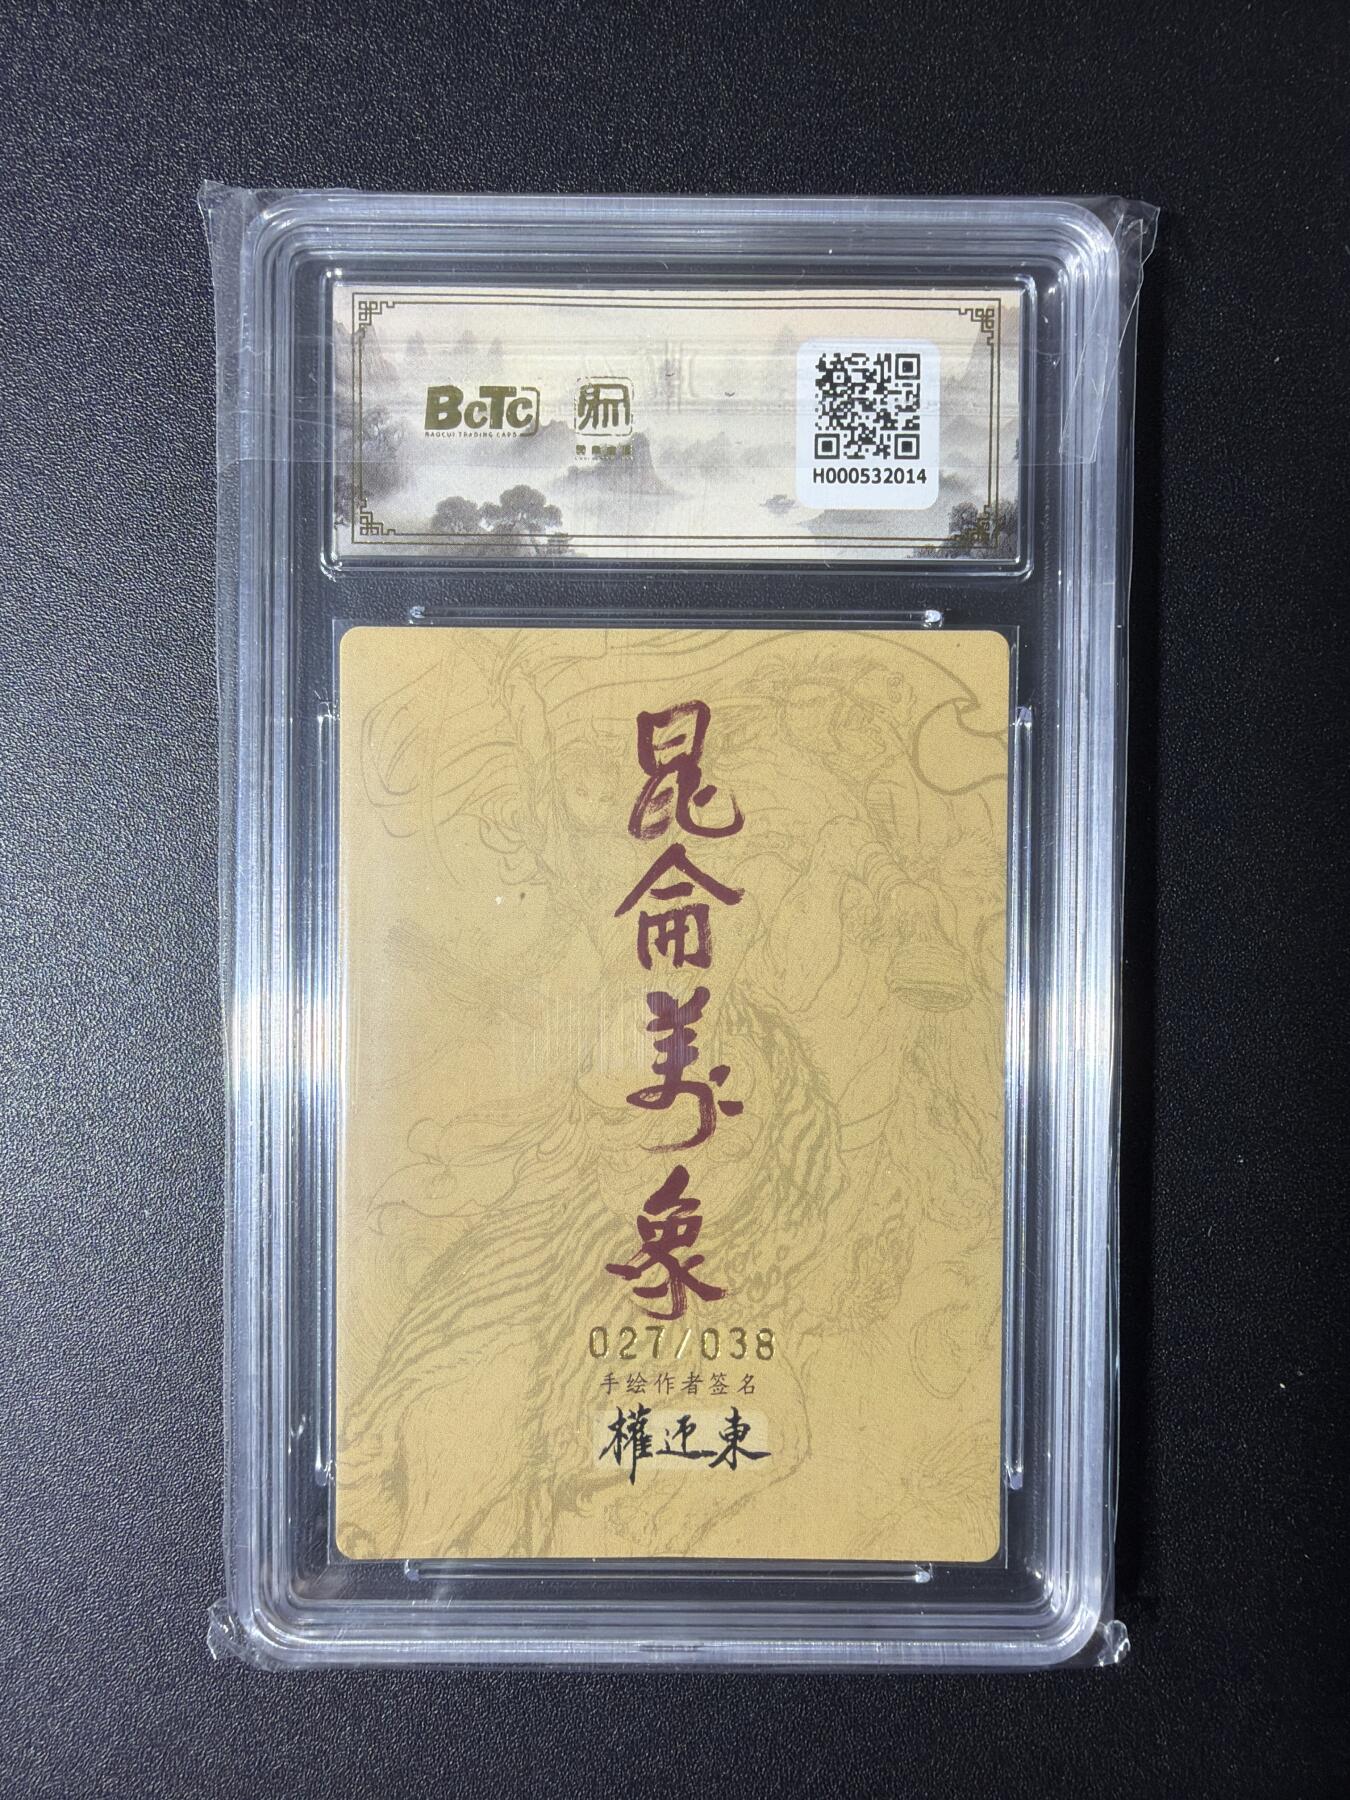 BcTc
BAOCUI TRADING CARDS
H000532014
昆
侖
美
象
027/038
手绘作者签名
權迎東